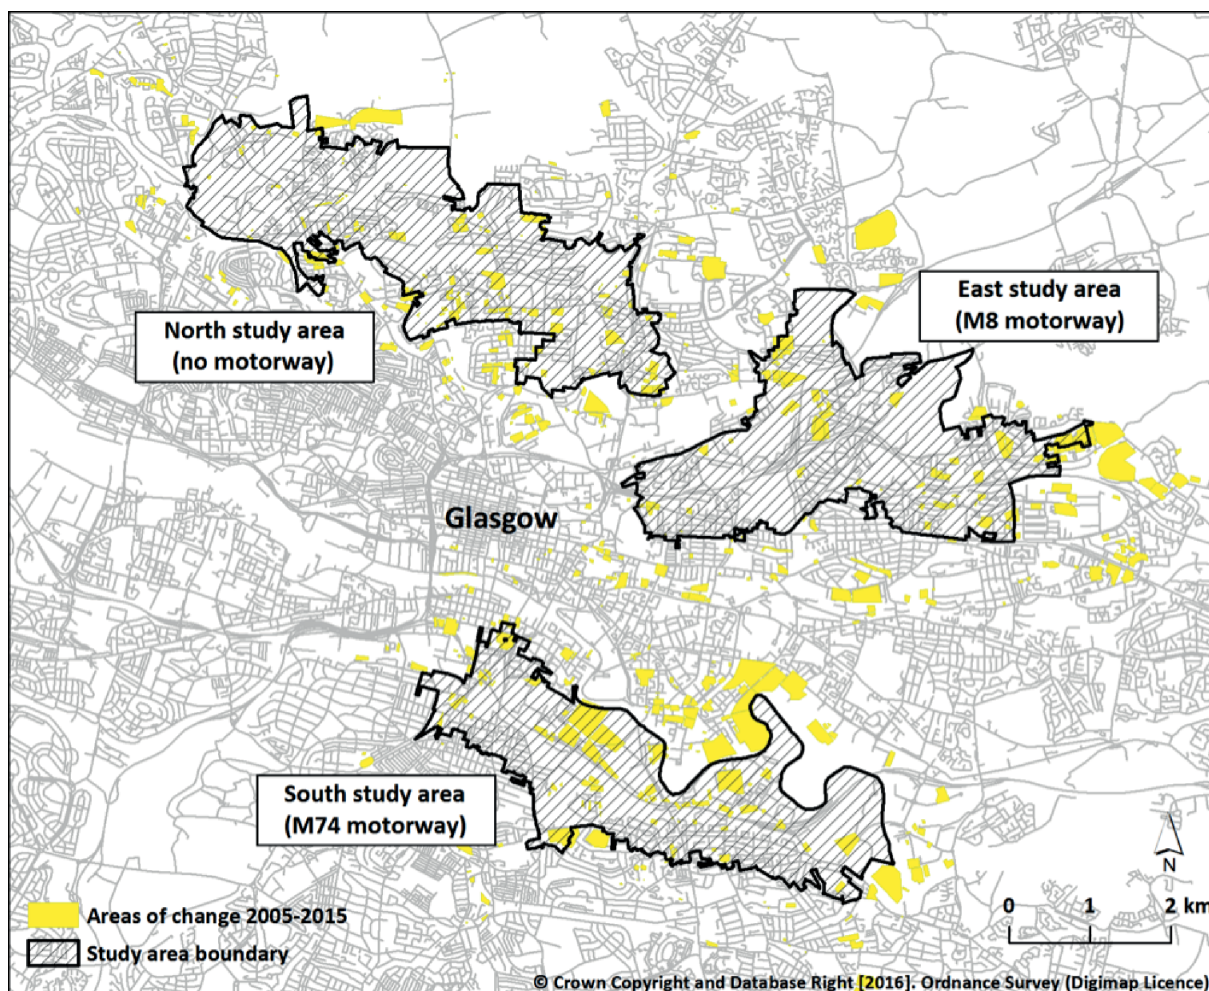 North study area
(no motorway)
East study area
(M8 motorway)
Glasgow
South study area
(M74 motorway)
N
0 1 2 km
Areas of change 2005-2015
Study area boundary
© Crown Copyright and Database Right [2016]. Ordnance Survey (Digimap Licence)